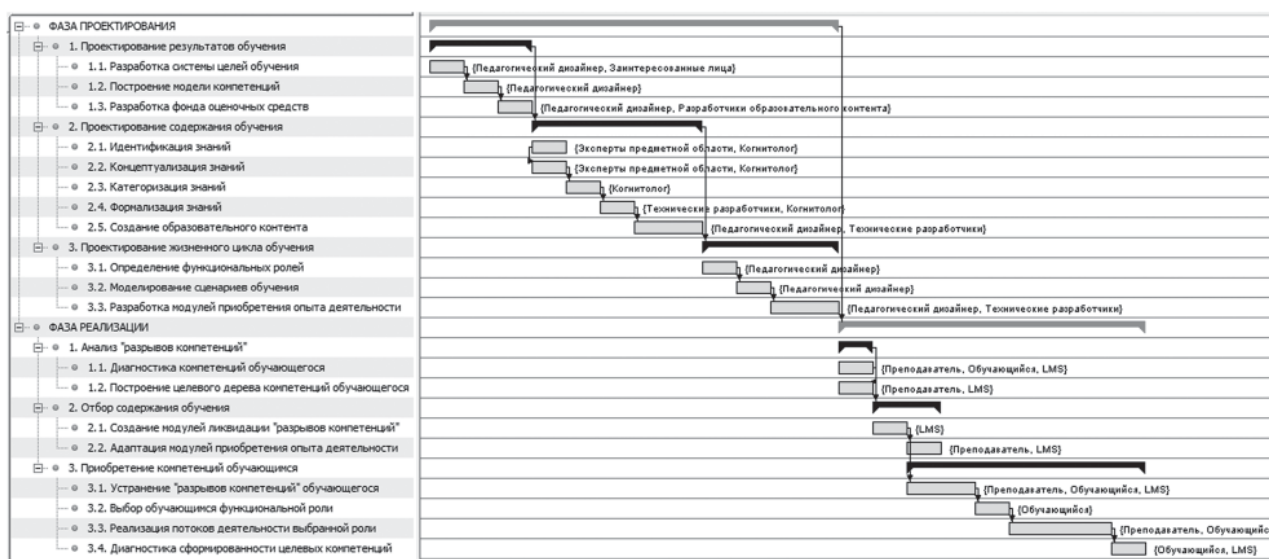 ФАЗА ПРОЕКТИРОВАНИЯ
1. Проектирование результатов обучения
1.1. Разработка системы целей обучения {Педагогический дизайнер, Заинтересованные лица}
1.2. Построение модели компетенций {Педагогический дизайнер}
1.3. Разработка фонда оценочных средств {Педагогический дизайнер, Разработчики образовательного контента}
2. Проектирование содержания обучения
2.1. Идентификация знаний {Эксперты предметной области, Когнитолог}
2.2. Концептуализация знаний {Эксперты предметной области, Когнитолог}
2.3. Категоризация знаний {Когнитолог}
2.4. Формализация знаний {Технические разработчики, Когнитолог}
2.5. Создание образовательного контента {Педагогический дизайнер, Технические разработчики}
3. Проектирование жизненного цикла обучения
3.1. Определение функциональных ролей {Педагогический дизайнер}
3.2. Моделирование сценариев обучения {Педагогический дизайнер}
3.3. Разработка модулей приобретения опыта деятельности {Педагогический дизайнер, Технические разработчики}
ФАЗА РЕАЛИЗАЦИИ
1. Анализ "разрывов компетенций"
1.1. Диагностика компетенций обучающегося {Преподаватель, Обучающийся, LMS}
1.2. Построение целевого дерева компетенций обучающегося {Преподаватель, LMS}
2. Отбор содержания обучения
2.1. Создание модулей ликвидации "разрывов компетенций" {LMS}
2.2. Адаптация модулей приобретения опыта деятельности {Преподаватель, LMS}
3. Приобретение компетенций обучающимся
3.1. Устранение "разрывов компетенций" обучающегося {Преподаватель, Обучающийся, LMS}
3.2. Выбор обучающимся функциональной роли {Обучающийся}
3.3. Реализация потоков деятельности выбранной роли {Преподаватель, Обучающийс
3.4. Диагностика сформированности целевых компетенций {Обучающийся, LMS}